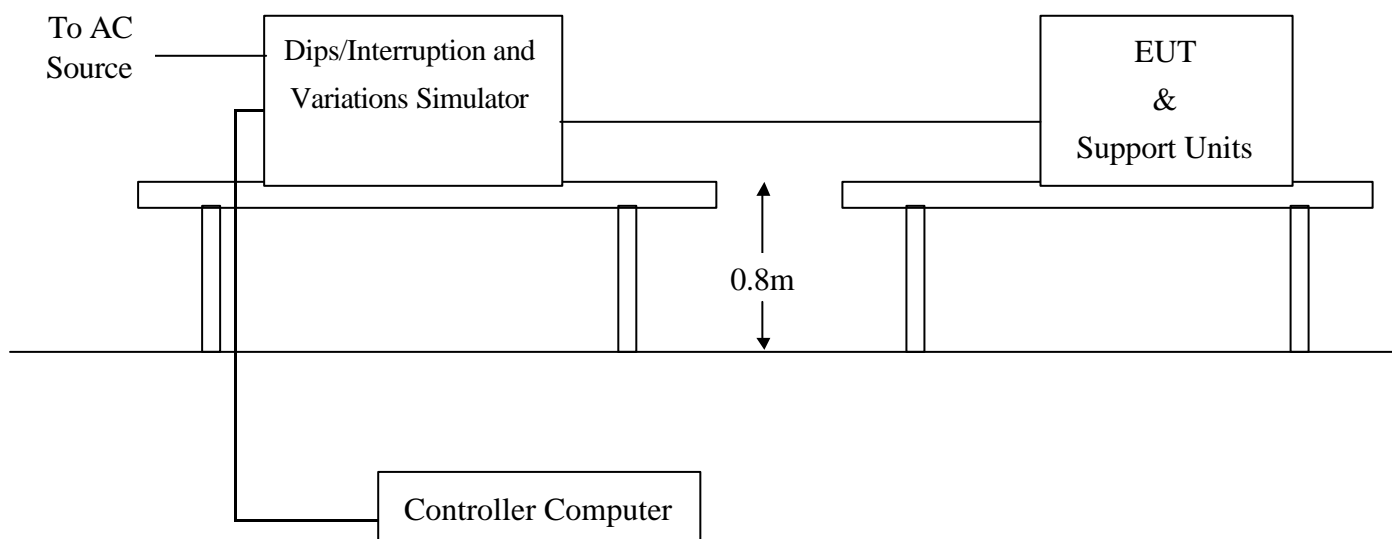 To AC
Source
Dips/Interruption and
Variations Simulator
EUT
&
Support Units
0.8m
Controller Computer